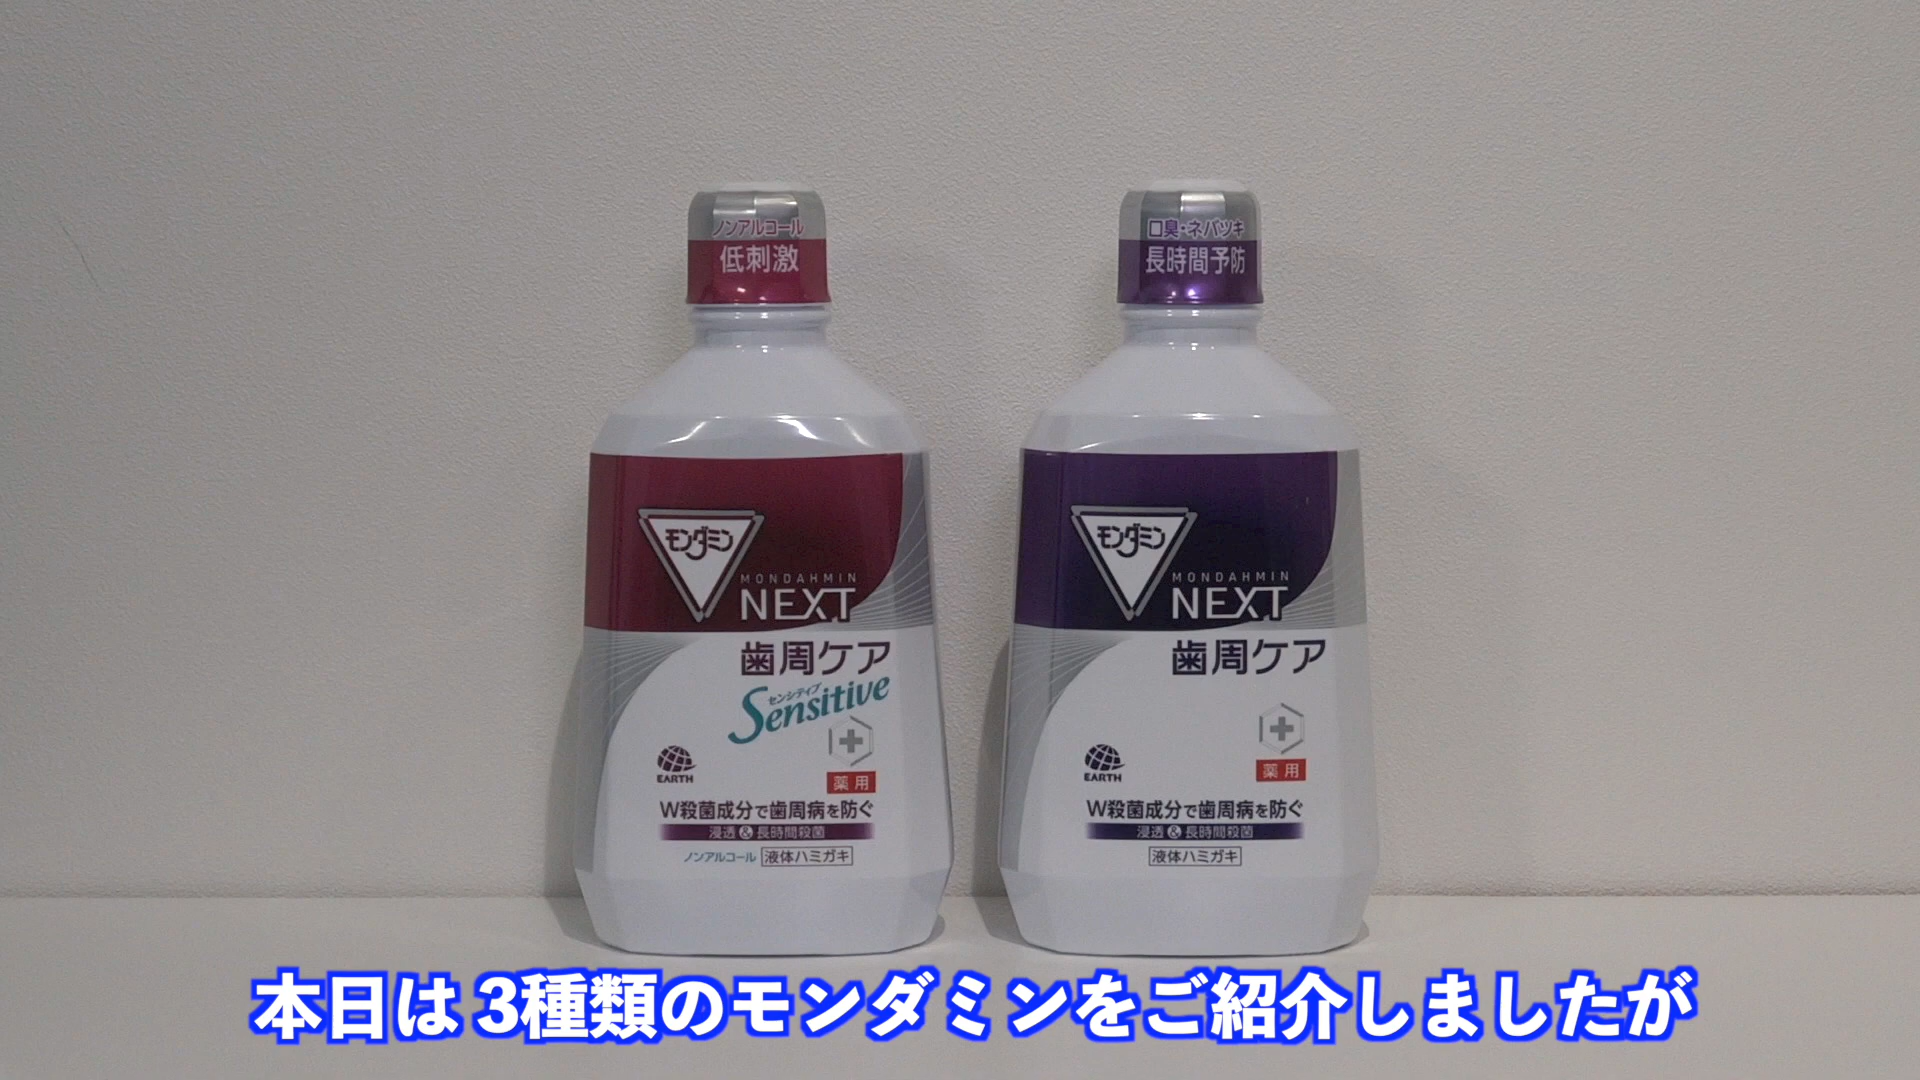 ノンアルコール
低刺激
モンダミン
MONDAHMIN
NEXT
歯周ケア
センシティブ
Sensitive
EARTH
薬用
W殺菌成分で歯周病を防ぐ
浸透&長時間殺菌
ノンアルコール 液体ハミガキ
口臭・ネバツキ
長時間予防
モンダミン
MONDAHMIN
NEXT
歯周ケア
EARTH
薬用
W殺菌成分で歯周病を防ぐ
浸透&長時間殺菌
液体ハミガキ
本日は3種類のモンダミンをご紹介しましたが